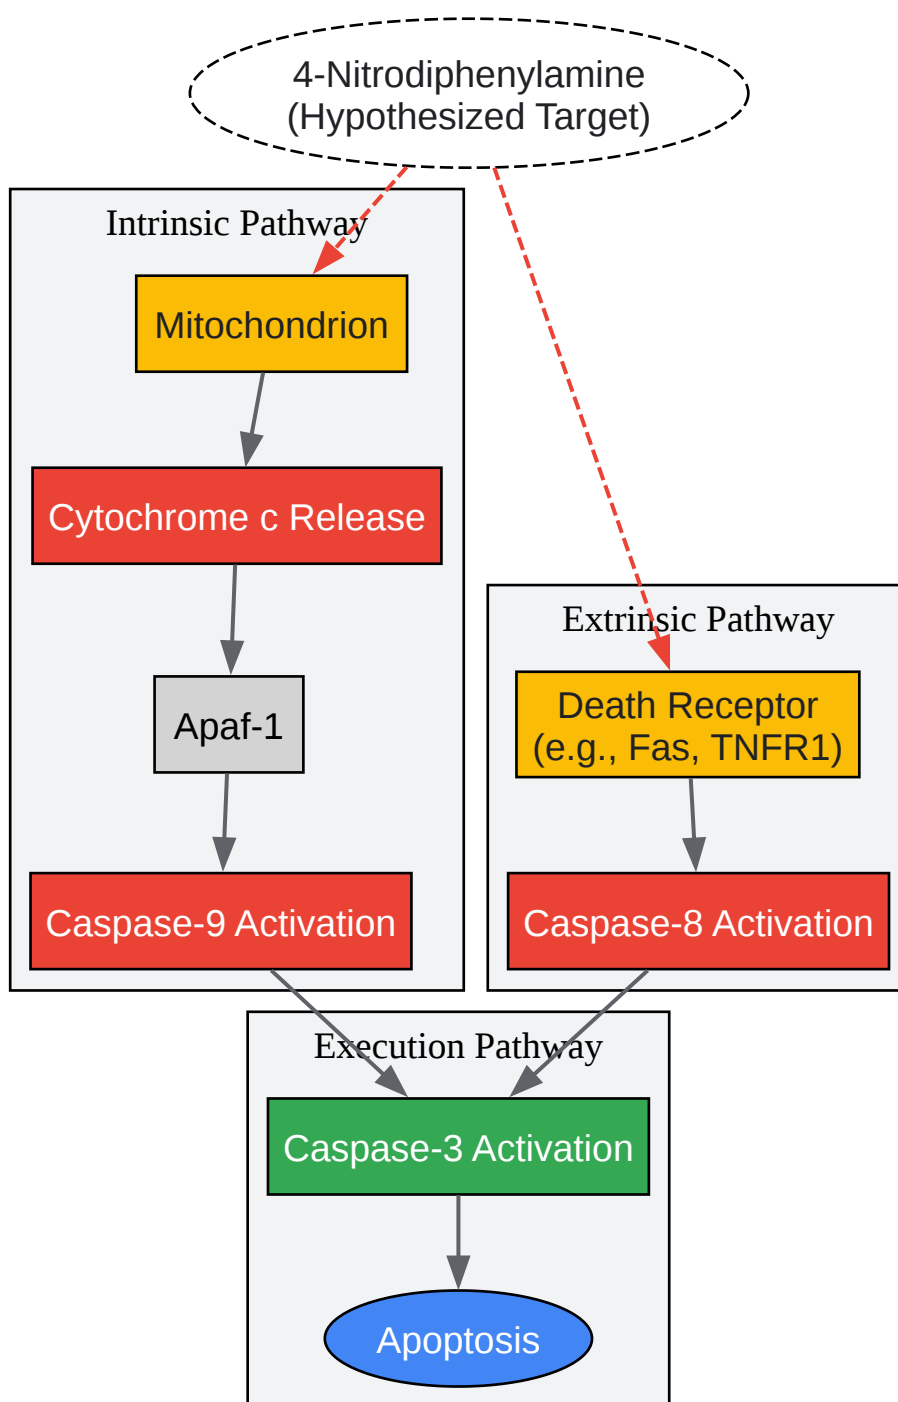 4-Nitrodiphenylamine
(Hypothesized Target)
Intrinsic Pathway
Mitochondrion
Cytochrome c Release
Apaf-1
Caspase-9 Activation
Extrinsic Pathway
Death Receptor
(e.g., Fas, TNFR1)
Caspase-8 Activation
Execution Pathway
Caspase-3 Activation
Apoptosis